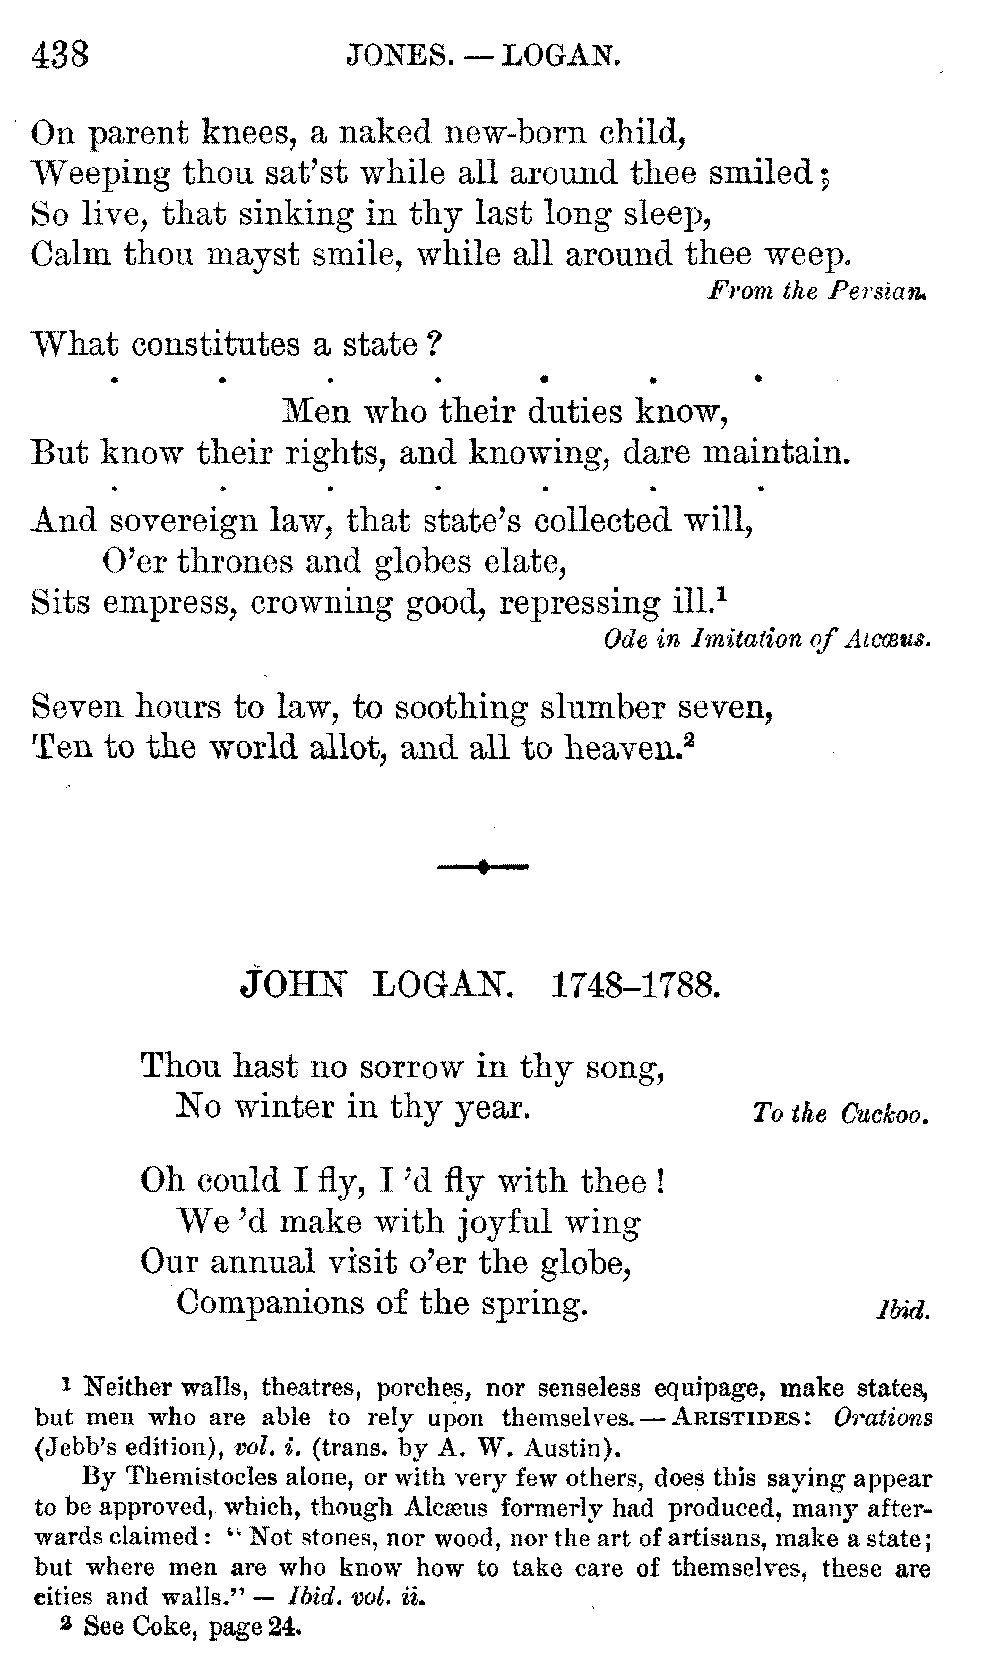 438 JONES. — LOGAN.
On parent knees, a naked new-born child,
Weeping thou sat'st while all around thee smiled;
So live, that sinking in thy last long sleep,
Calm thou mayst smile, while all around thee weep.
From the Persian.
What constitutes a state?
. . . . . . .
Men who their duties know,
But know their rights, and knowing, dare maintain.
. . . . . . .
And sovereign law, that state's collected will,
O'er thrones and globes elate,
Sits empress, crowning good, repressing ill.¹
Ode in Imitation of Alcæus.
Seven hours to law, to soothing slumber seven,
Ten to the world allot, and all to heaven.²
JOHN LOGAN. 1748–1788.
Thou hast no sorrow in thy song,
No winter in thy year. To the Cuckoo.
Oh could I fly, I 'd fly with thee!
We 'd make with joyful wing
Our annual visit o'er the globe,
Companions of the spring. Ibid.
¹ Neither walls, theatres, porches, nor senseless equipage, make states,
but men who are able to rely upon themselves. — ARISTIDES: Orations
(Jebb's edition), vol. i. (trans. by A. W. Austin).
By Themistocles alone, or with very few others, does this saying appear
to be approved, which, though Alcæus formerly had produced, many after-
wards claimed: "Not stones, nor wood, nor the art of artisans, make a state;
but where men are who know how to take care of themselves, these are
cities and walls." — Ibid. vol. ii.
² See Coke, page 24.